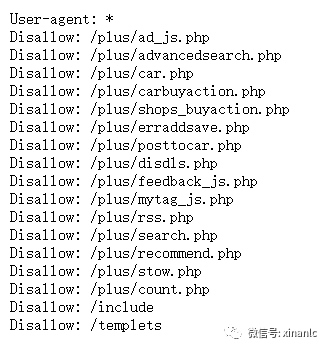 User-agent: *
Disallow: /plus/ad_js.php
Disallow: /plus/advancedsearch.php
Disallow: /plus/car.php
Disallow: /plus/carbuyaction.php
Disallow: /plus/shops_buyaction.php
Disallow: /plus/erraddsave.php
Disallow: /plus/posttocar.php
Disallow: /plus/disdls.php
Disallow: /plus/feedback_js.php
Disallow: /plus/mytag_js.php
Disallow: /plus/rss.php
Disallow: /plus/search.php
Disallow: /plus/recommend.php
Disallow: /plus/stow.php
Disallow: /plus/count.php
Disallow: /include
Disallow: /templets
微信号: xinanlc